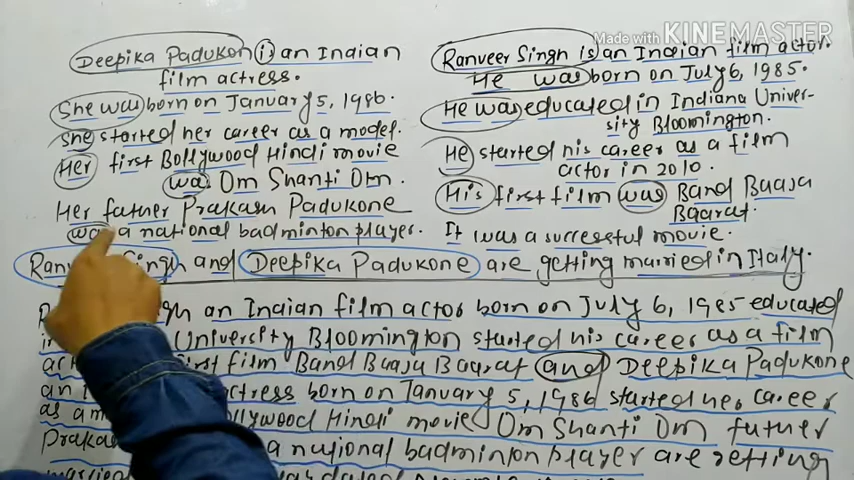 Made with KINEMASTER
Deepika Padukon is an Indian
film actress.
She was born on January 5, 1986.
she started her career as a model.
Her first Bollywood Hindi movie
was Om Shanti Om.
Her father Prakash Padukone
was a national badminton player.
Ranveer Singh is an Indian film actor.
He was born on July 6, 1985.
He was educated in Indiana Univer-
sity Bloomington.
He started his career as a film
actor in 2010.
His first film was Band Baaja
Baarat.
It was a successful movie.
Singh and Deepika Padukone are getting married in Italy.
an Indian film actor born on July 6, 1985 educated
University Bloomington started his career as a film
first film Band Baaja Baarat and Deepika Padukone
an actress born on January 5, 1986 started her career
as a Hindi movie Om Shanti Om father
a national badminton player are getting